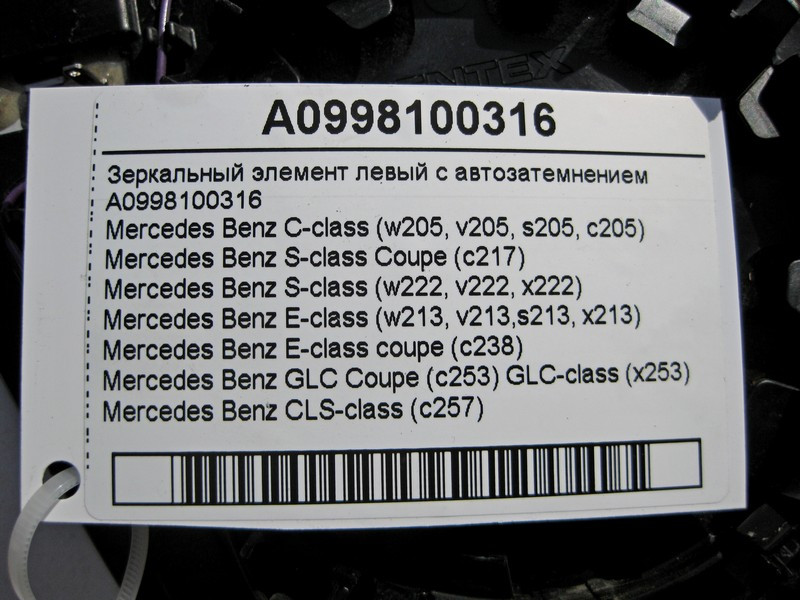 ENTEX
A0998100316
Зеркальный элемент левый с автозатемнением
A0998100316
Mercedes Benz C-class (w205, v205, s205, c205)
Mercedes Benz S-class Coupe (c217)
Mercedes Benz S-class (w222, v222, x222)
Mercedes Benz E-class (w213, v213,s213, x213)
Mercedes Benz E-class coupe (c238)
Mercedes Benz GLC Coupe (c253) GLC-class (x253)
Mercedes Benz CLS-class (c257)